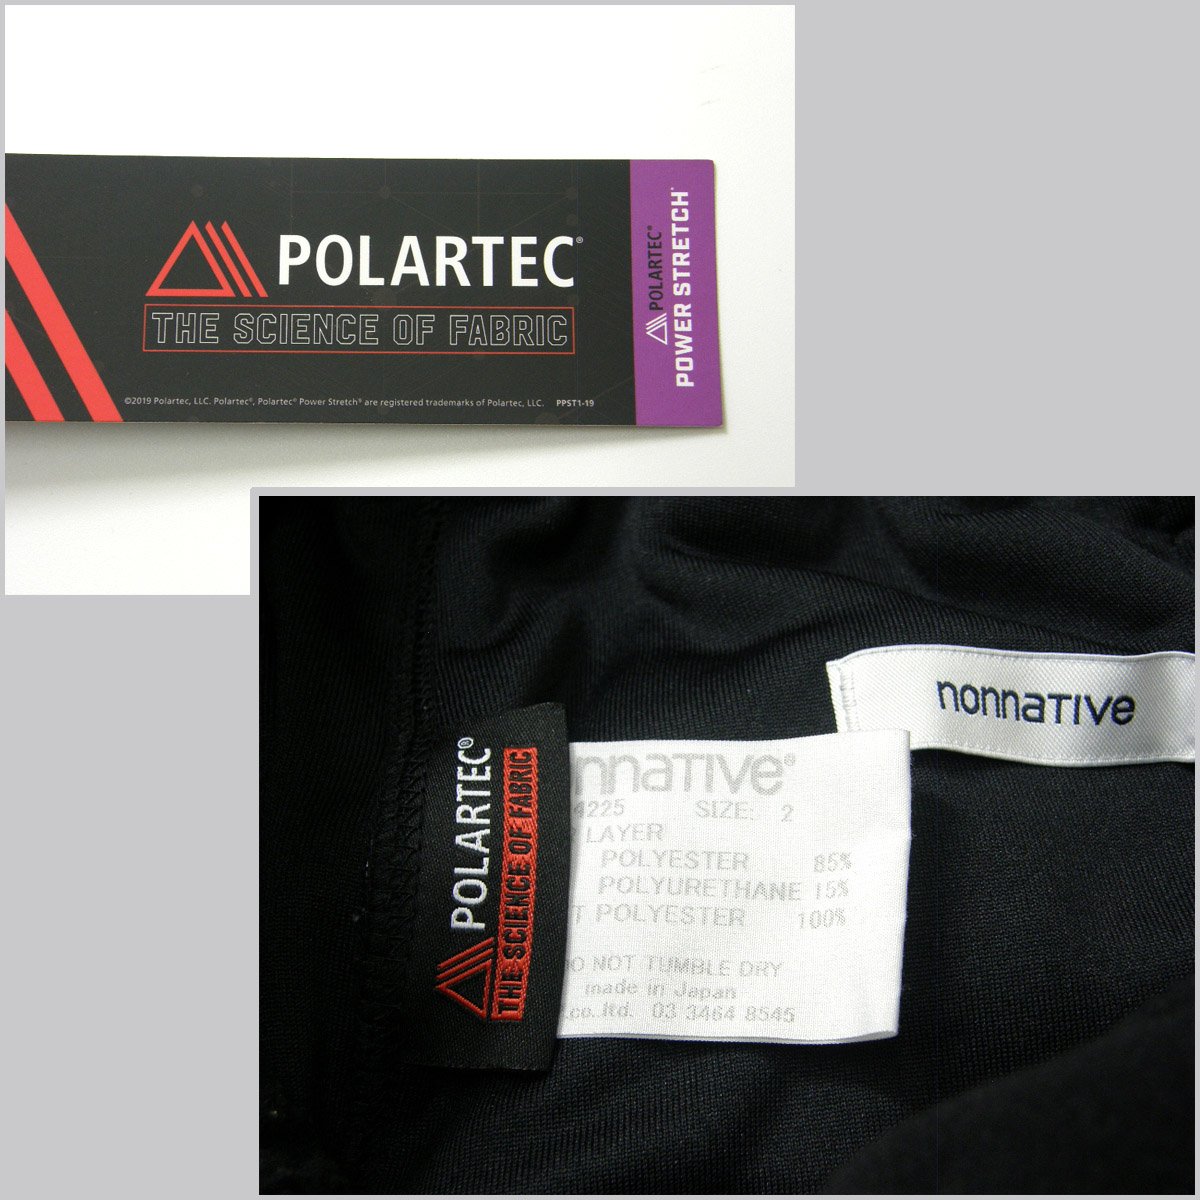 POLARTEC®
THE SCIENCE OF FABRIC
©2019 Polartec, LLC. Polartec®, Polartec® Power Stretch® are registered trademarks of Polartec, LLC. PPST1-19
POLARTEC®
POWER STRETCH®
nonnative
POLARTEC®
THE SCIENCE OF FABRIC
nnative®
4225 SIZE: 2
LAYER
POLYESTER 85%
POLYURETHANE 15%
T POLYESTER 100%
DO NOT TUMBLE DRY
made in Japan
.co.,ltd. 03 3464 8545